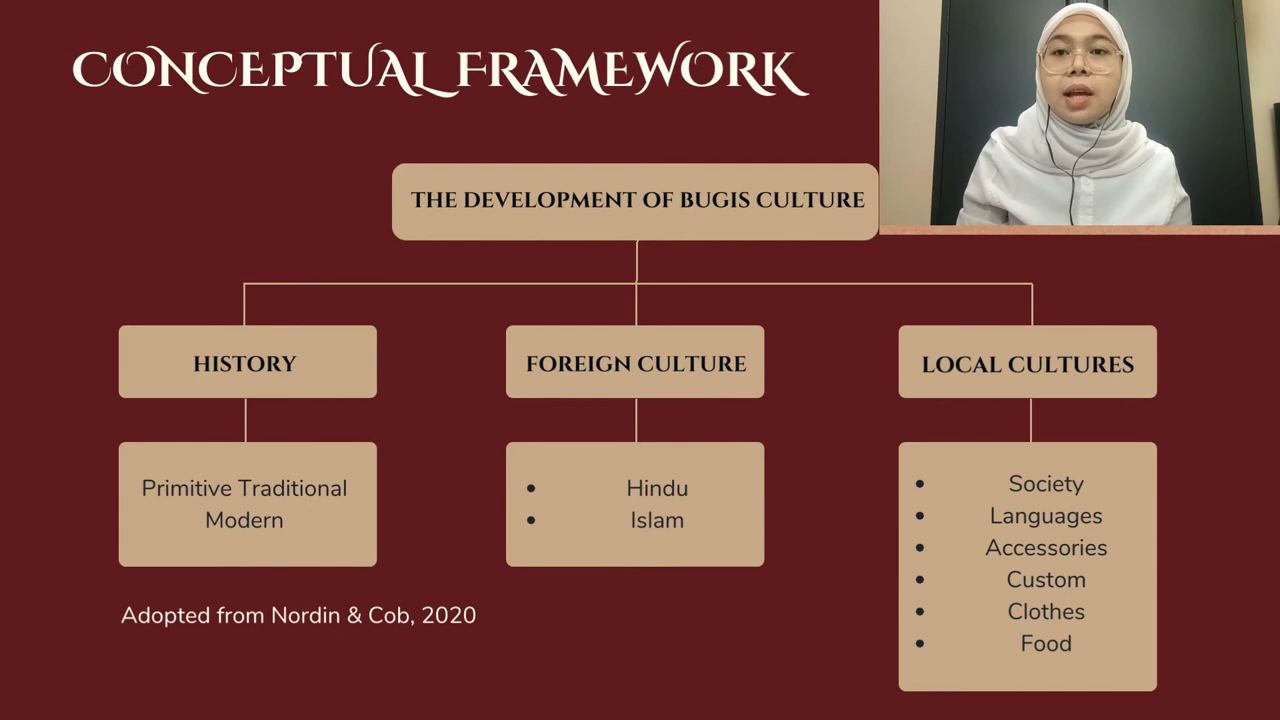 CONCEPTUAL FRAMEWORK
THE DEVELOPMENT OF BUGIS CULTURE
HISTORY
FOREIGN CULTURE
LOCAL CULTURES
Primitive Traditional
Modern
• Hindu
• Islam
• Society
• Languages
• Accessories
• Custom
• Clothes
• Food
Adopted from Nordin & Cob, 2020